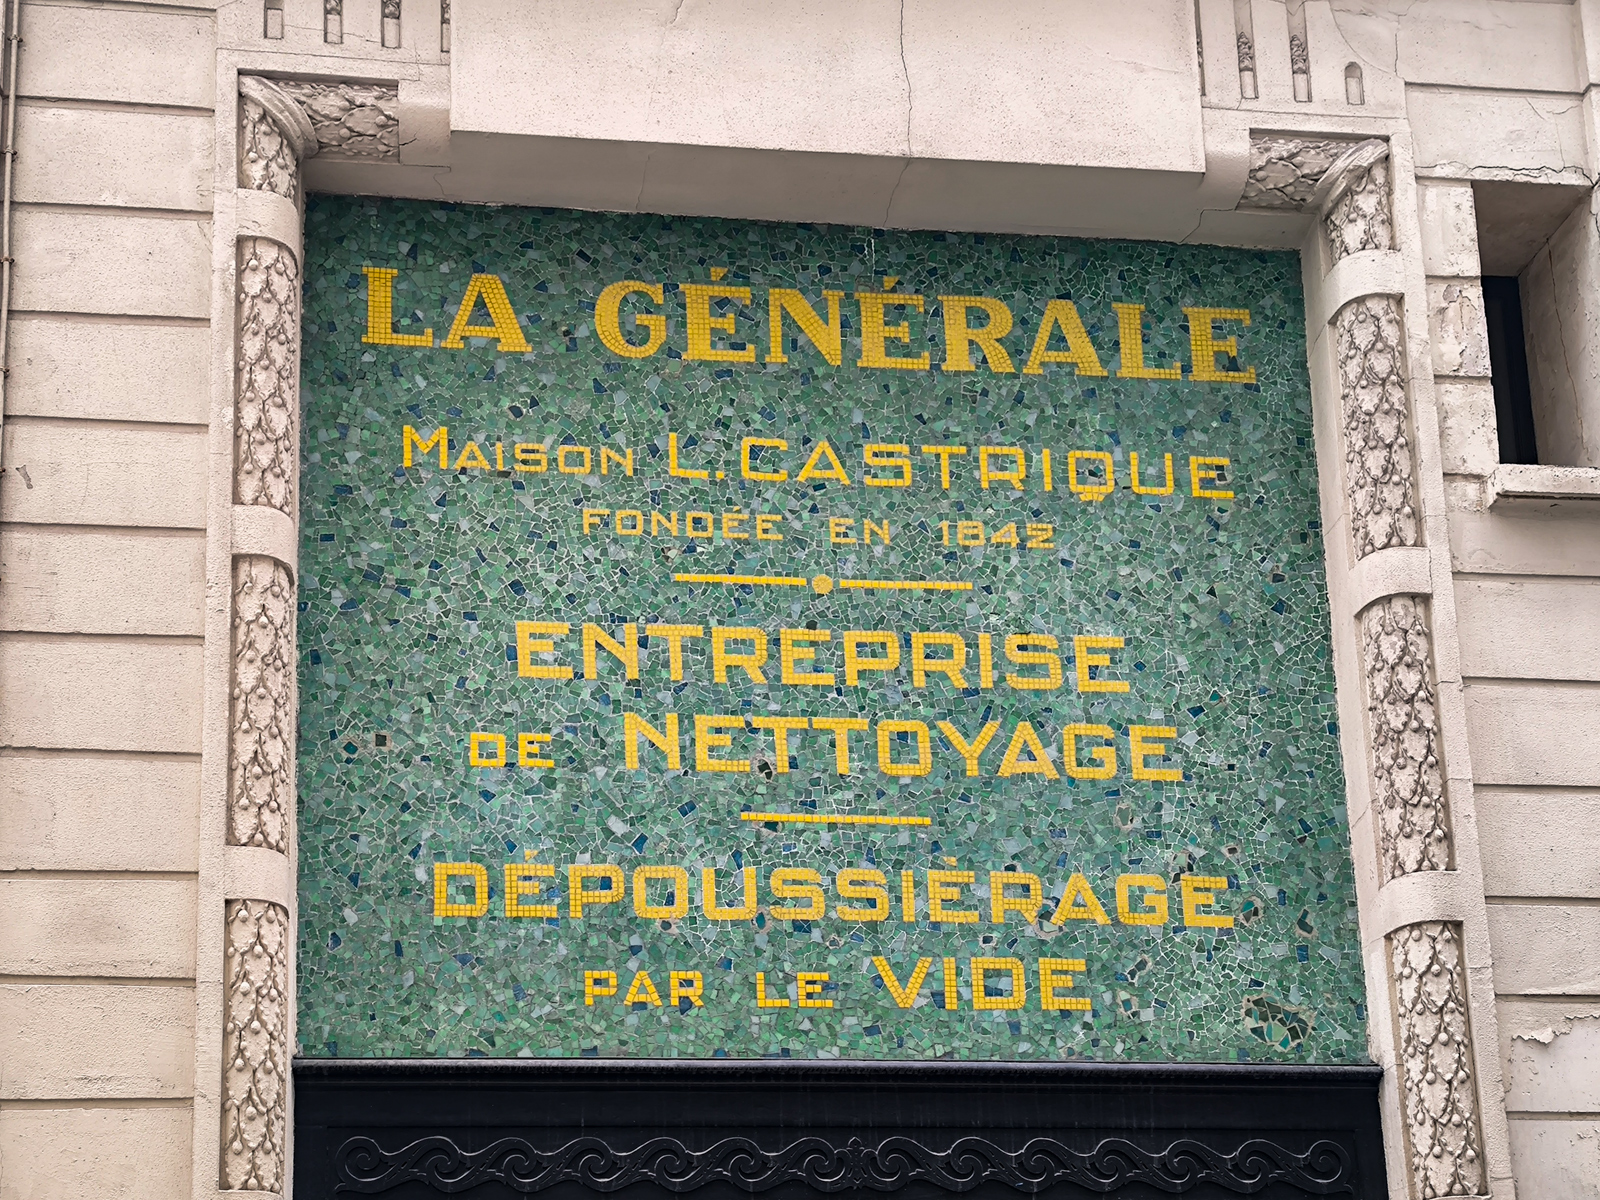 LA GÉNÉRALE
MAISON L. CASTRIQUE
FONDÉE EN 1842
ENTREPRISE
DE NETTOYAGE
DÉPOUSSIÉRAGE
PAR LE VIDE